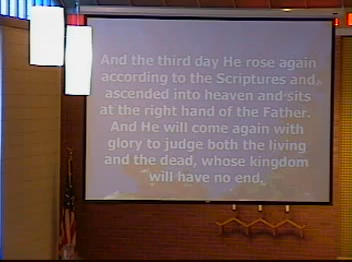 And the third day He rose again
according to the Scriptures and
ascended into heaven and sits
at the right hand of the Father.
And He will come again with
glory to judge both the living
and the dead, whose kingdom
will have no end.